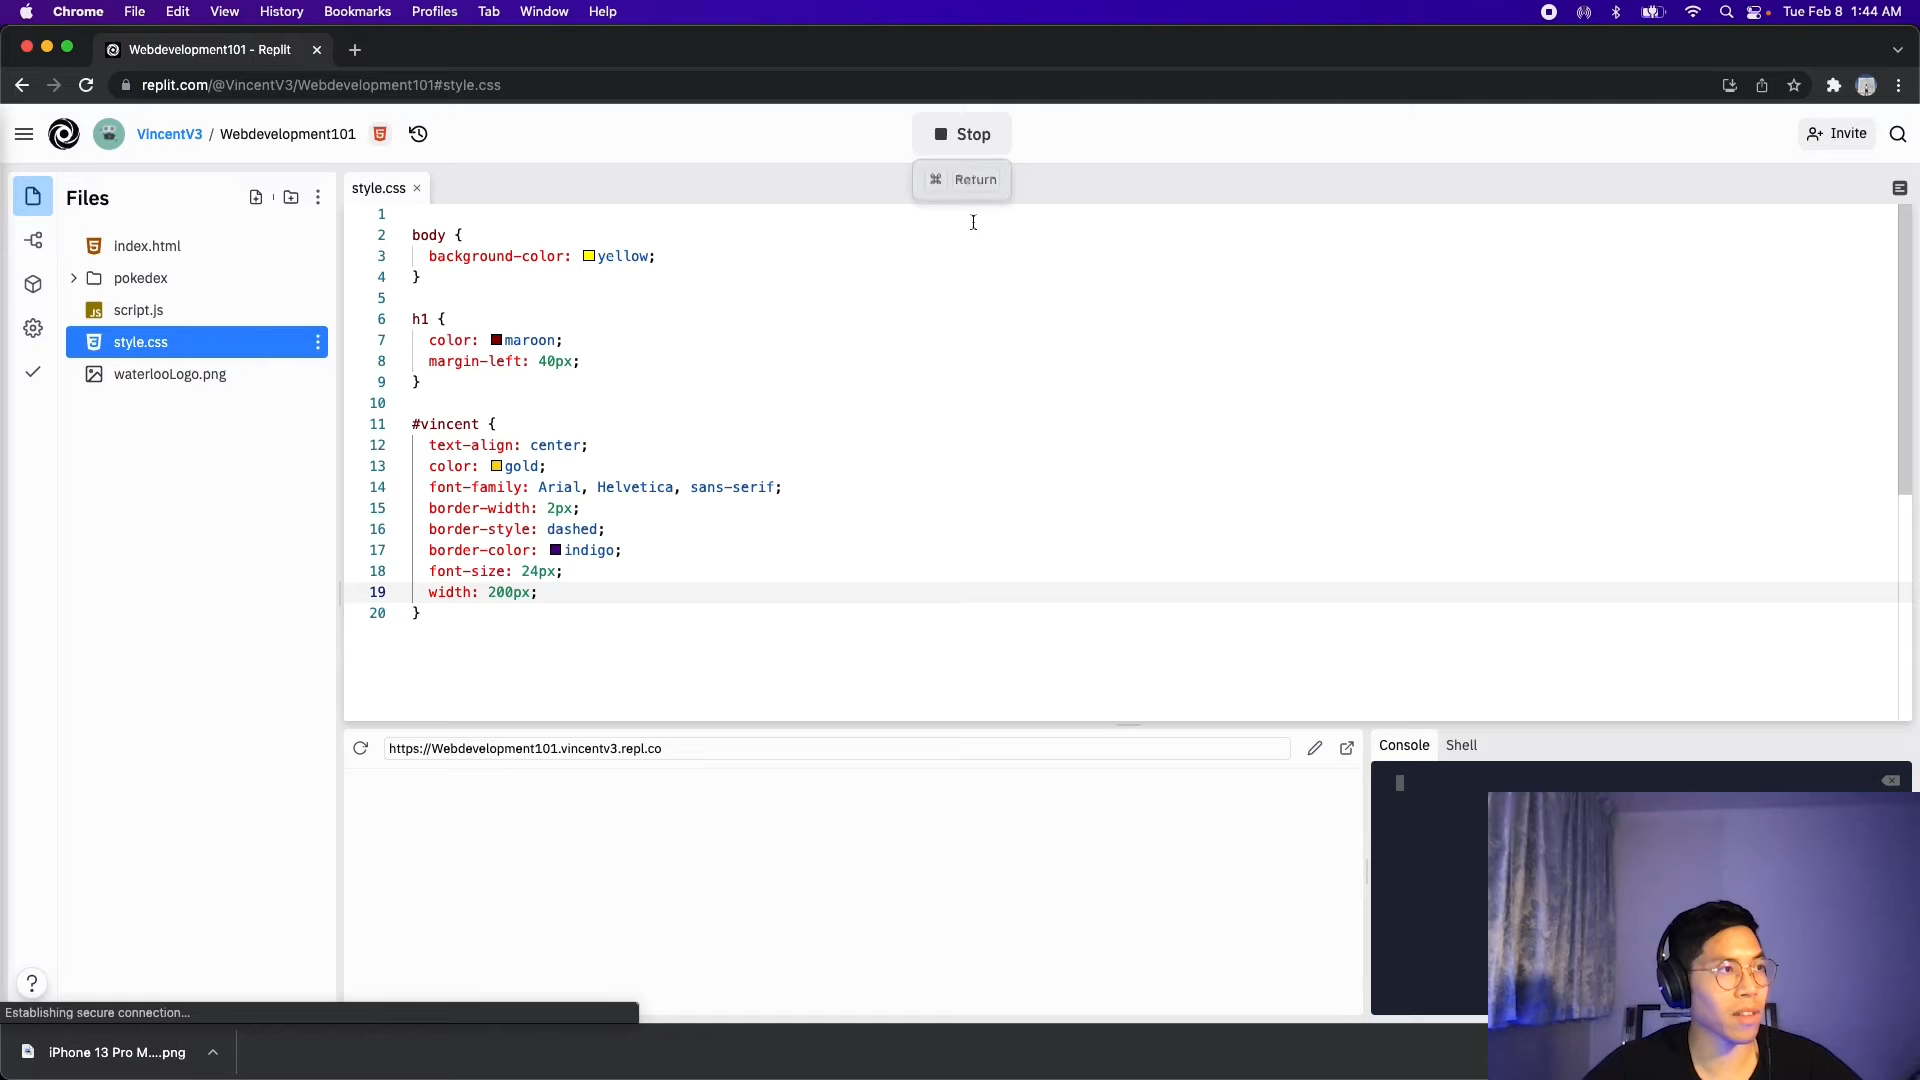 Chrome File Edit View History Bookmarks Profiles Tab Window Help Tue Feb 8 1:44 AM
Webdevelopment101 - Replit
replit.com/@VincentV3/Webdevelopment101#style.css
VincentV3 / Webdevelopment101 Stop Invite
⌘ Return
Files
style.css
index.html
pokedex
script.js
style.css
waterlooLogo.png
1
2 body {
3 background-color: yellow;
4 }
5
6 h1 {
7 color: maroon;
8 margin-left: 40px;
9 }
10
11 #vincent {
12 text-align: center;
13 color: gold;
14 font-family: Arial, Helvetica, sans-serif;
15 border-width: 2px;
16 border-style: dashed;
17 border-color: indigo;
18 font-size: 24px;
19 width: 200px;
20 }
https://Webdevelopment101.vincentv3.repl.co
Console Shell
?
Establishing secure connection...
iPhone 13 Pro M....png